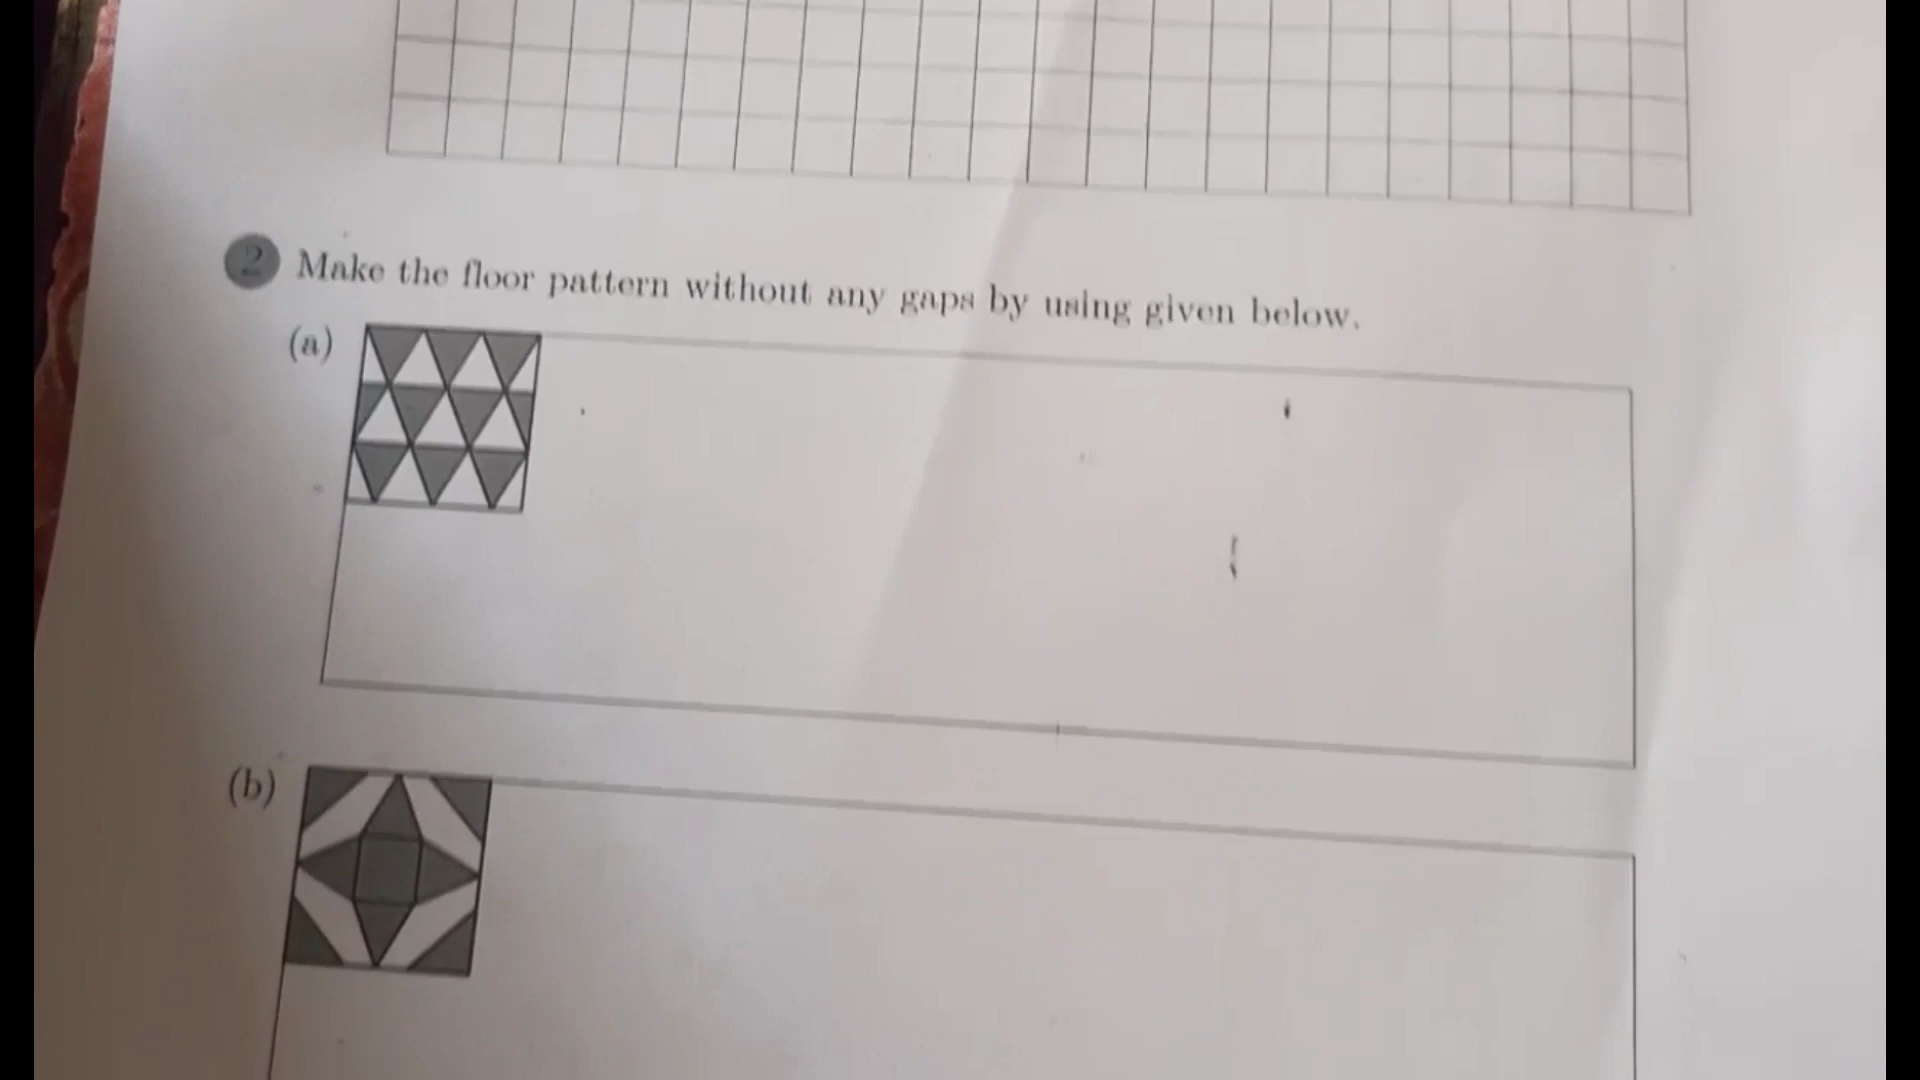 2 Make the floor pattern without any gaps by using given below.
(a)
(b)